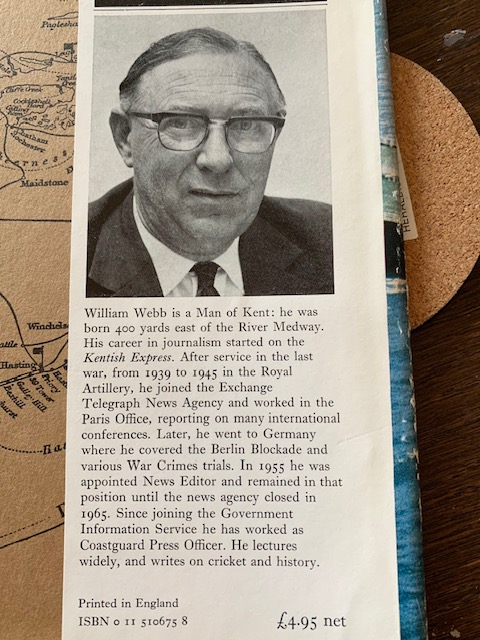 Maidstone
Hasting
William Webb is a Man of Kent: he was
born 400 yards east of the River Medway.
His career in journalism started on the
Kentish Express. After service in the last
war, from 1939 to 1945 in the Royal
Artillery, he joined the Exchange
Telegraph News Agency and worked in the
Paris Office, reporting on many international
conferences. Later, he went to Germany
where he covered the Berlin Blockade and
various War Crimes trials. In 1955 he was
appointed News Editor and remained in that
position until the news agency closed in
1965. Since joining the Government
Information Service he has worked as
Coastguard Press Officer. He lectures
widely, and writes on cricket and history.
Printed in England
ISBN 0 11 510675 8
£4.95 net